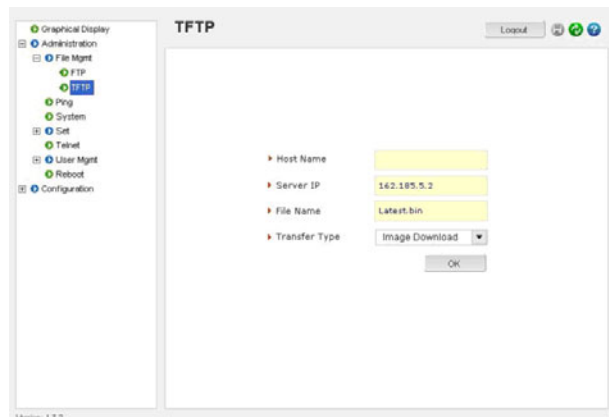 TFTP
Logout
Graphical Display
Administration
File Mgmt
FTP
TFTP
Ping
System
Set
Telnet
User Mgmt
Reboot
Configuration
Host Name
Server IP 162.185.5.2
File Name Latest.bin
Transfer Type Image Download
OK